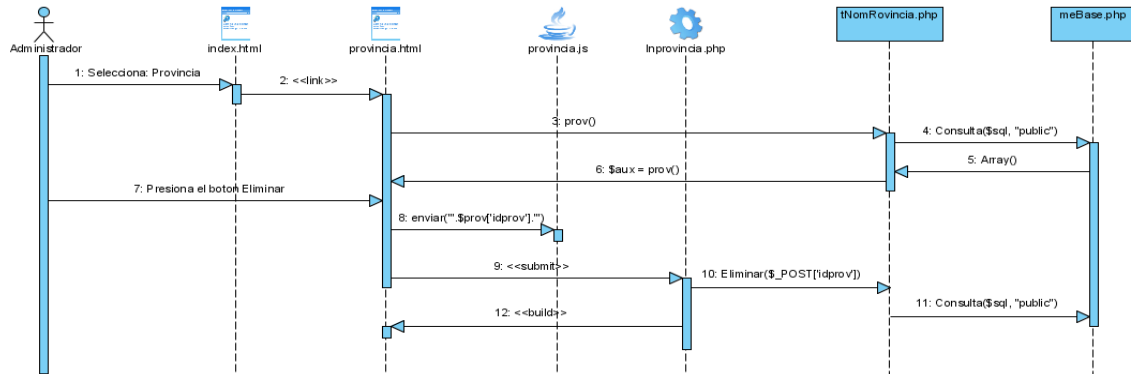 Administrador
index.html
provincia.html
provincia.js
Inprovincia.php
tNomRovincia.php
meBase.php
1: Selecciona: Provincia
2: <<link>>
3: prov()
4: Consulta($sql, "public")
5: Array()
6: $aux = prov()
7: Presiona el boton Eliminar
8: enviar("'.$prov['idprov'].'")
9: <<submit>>
10: Eliminar($_POST['idprov'])
11: Consulta($sql, "public")
12: <<build>>